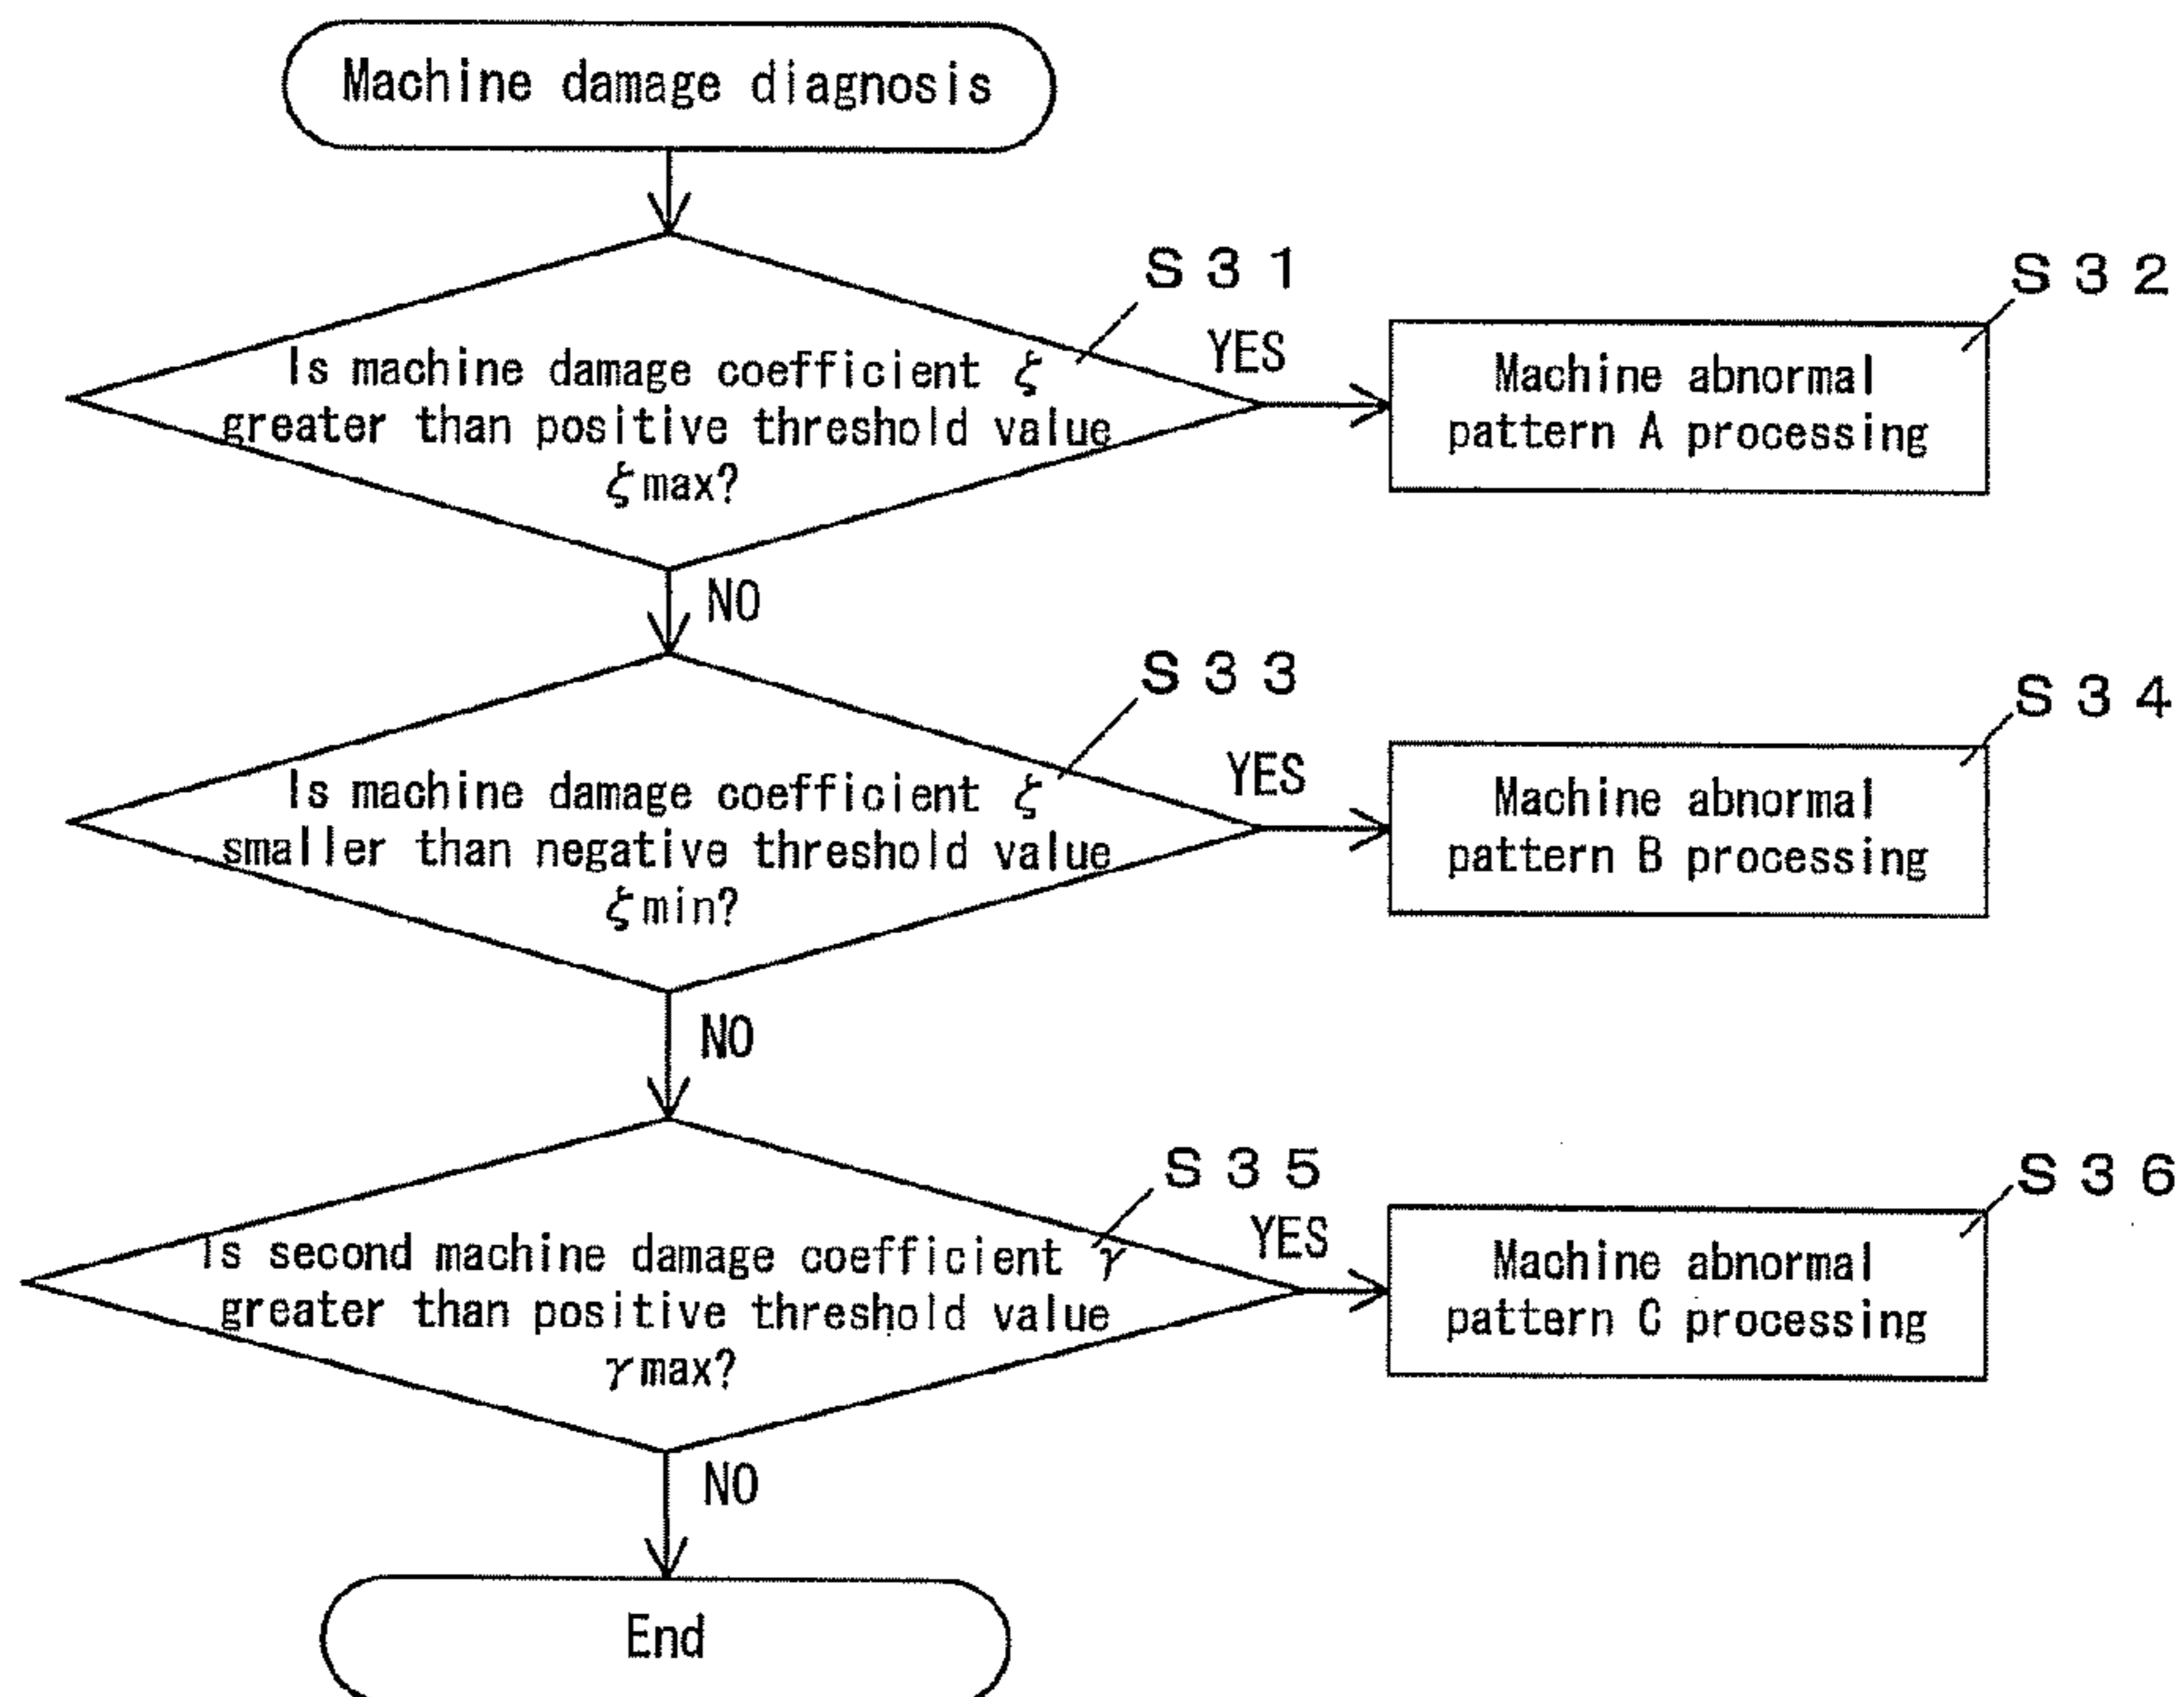 Machine damage diagnosis
S31
S32
Is machine damage coefficient ξ
greater than positive threshold value
ξmax?
YES
Machine abnormal
pattern A processing
NO
S33
S34
Is machine damage coefficient ξ
smaller than negative threshold value
ξmin?
YES
Machine abnormal
pattern B processing
NO
S35
S36
Is second machine damage coefficient γ
greater than positive threshold value
γmax?
YES
Machine abnormal
pattern C processing
NO
End